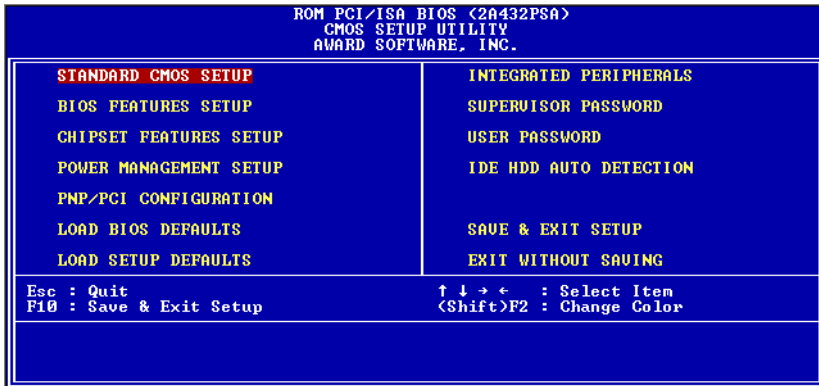 ROM PCI/ISA BIOS (2A432PSA)
CMOS SETUP UTILITY
AWARD SOFTWARE, INC.
STANDARD CMOS SETUP
BIOS FEATURES SETUP
CHIPSET FEATURES SETUP
POWER MANAGEMENT SETUP
PNP/PCI CONFIGURATION
LOAD BIOS DEFAULTS
LOAD SETUP DEFAULTS
INTEGRATED PERIPHERALS
SUPERVISOR PASSWORD
USER PASSWORD
IDE HDD AUTO DETECTION
SAVE & EXIT SETUP
EXIT WITHOUT SAVING
Esc : Quit
F10 : Save & Exit Setup
↑ ↓ → ← : Select Item
(Shift)F2 : Change Color